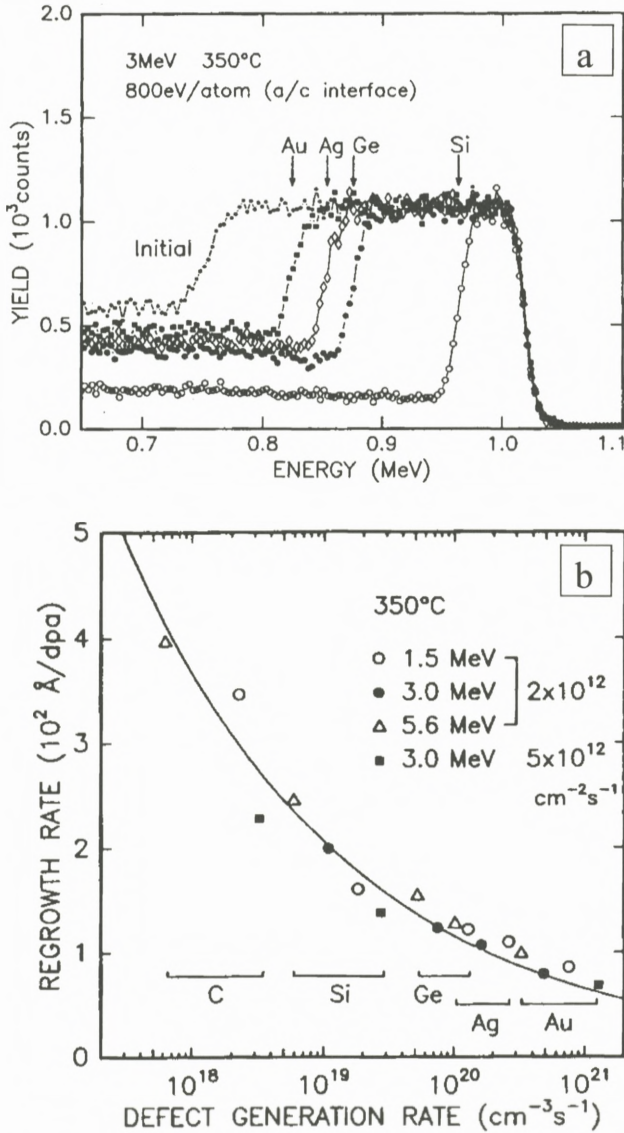 a
3MeV 350°C
800eV/atom (a/c interface)
Au Ag Ge Si
Initial
YIELD (10³counts)
2.0
1.5
1.0
0.5
0.0
0.7 0.8 0.9 1.0 1.1
ENERGY (MeV)
b
350°C
○ 1.5 MeV
● 3.0 MeV 2x10¹²
△ 5.6 MeV
■ 3.0 MeV 5x10¹²
cm⁻²s⁻¹
REGROWTH RATE (10² Å/dpa)
5
4
3
2
1
0
C Si Ge Ag Au
10¹⁸ 10¹⁹ 10²⁰ 10²¹
DEFECT GENERATION RATE (cm⁻³s⁻¹)